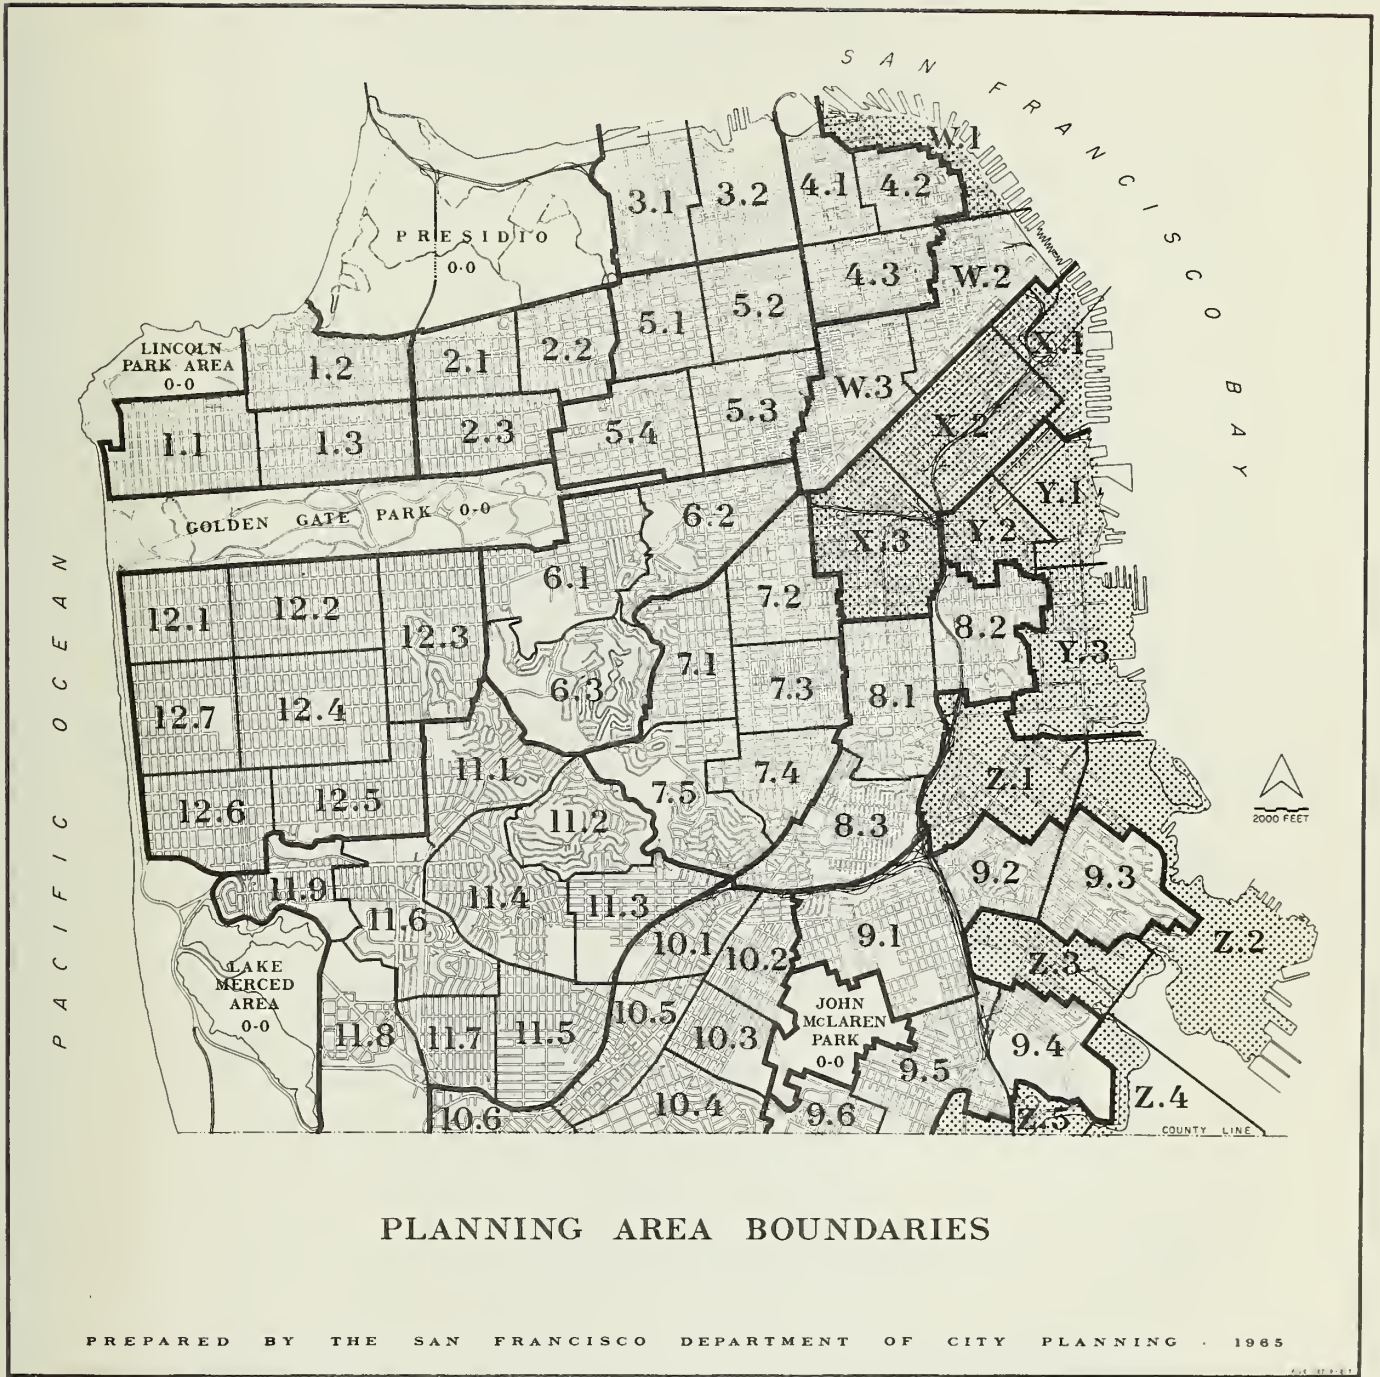 SAN FRANCISCO BAY
W.1
3.1
3.2
4.1
4.2
PRESIDIO
0-0
4.3
W.2
5.1
5.2
X.1
LINCOLN
PARK AREA
0-0
1.2
2.1
2.2
W.3
1.1
1.3
2.3
5.4
5.3
X.2
GOLDEN GATE PARK 0-0
6.2
Y.1
X.3
Y.2
PACIFIC OCEAN
6.1
7.2
12.1
12.2
12.3
8.2
7.1
Y.3
12.7
12.4
6.3
7.3
8.1
11.1
7.5
7.4
Z.1
12.6
12.5
11.2
8.3
2000 FEET
11.9
11.4
11.3
9.2
9.3
11.6
10.1
10.2
9.1
Z.3
Z.2
LAKE
MERCED
AREA
0-0
JOHN
McLAREN
PARK
0-0
11.8
11.7
11.5
10.5
10.3
9.4
9.5
10.6
10.4
9.6
Z.5
Z.4
COUNTY LINE
PLANNING AREA BOUNDARIES
PREPARED BY THE SAN FRANCISCO DEPARTMENT OF CITY PLANNING · 1965